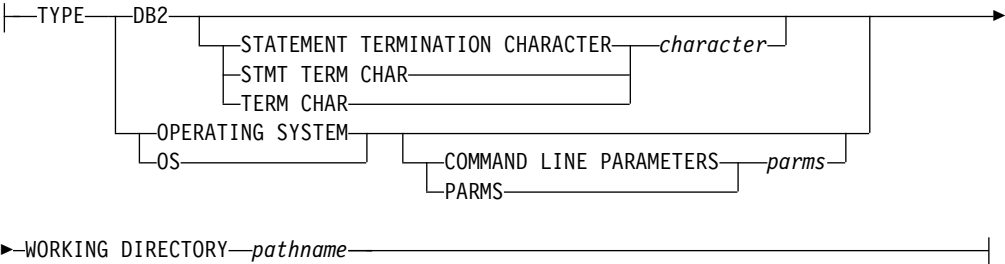 TYPE DB2
STATEMENT TERMINATION CHARACTER character
STMT TERM CHAR
TERM CHAR
OPERATING SYSTEM
OS
COMMAND LINE PARAMETERS parms
PARMS
WORKING DIRECTORY pathname